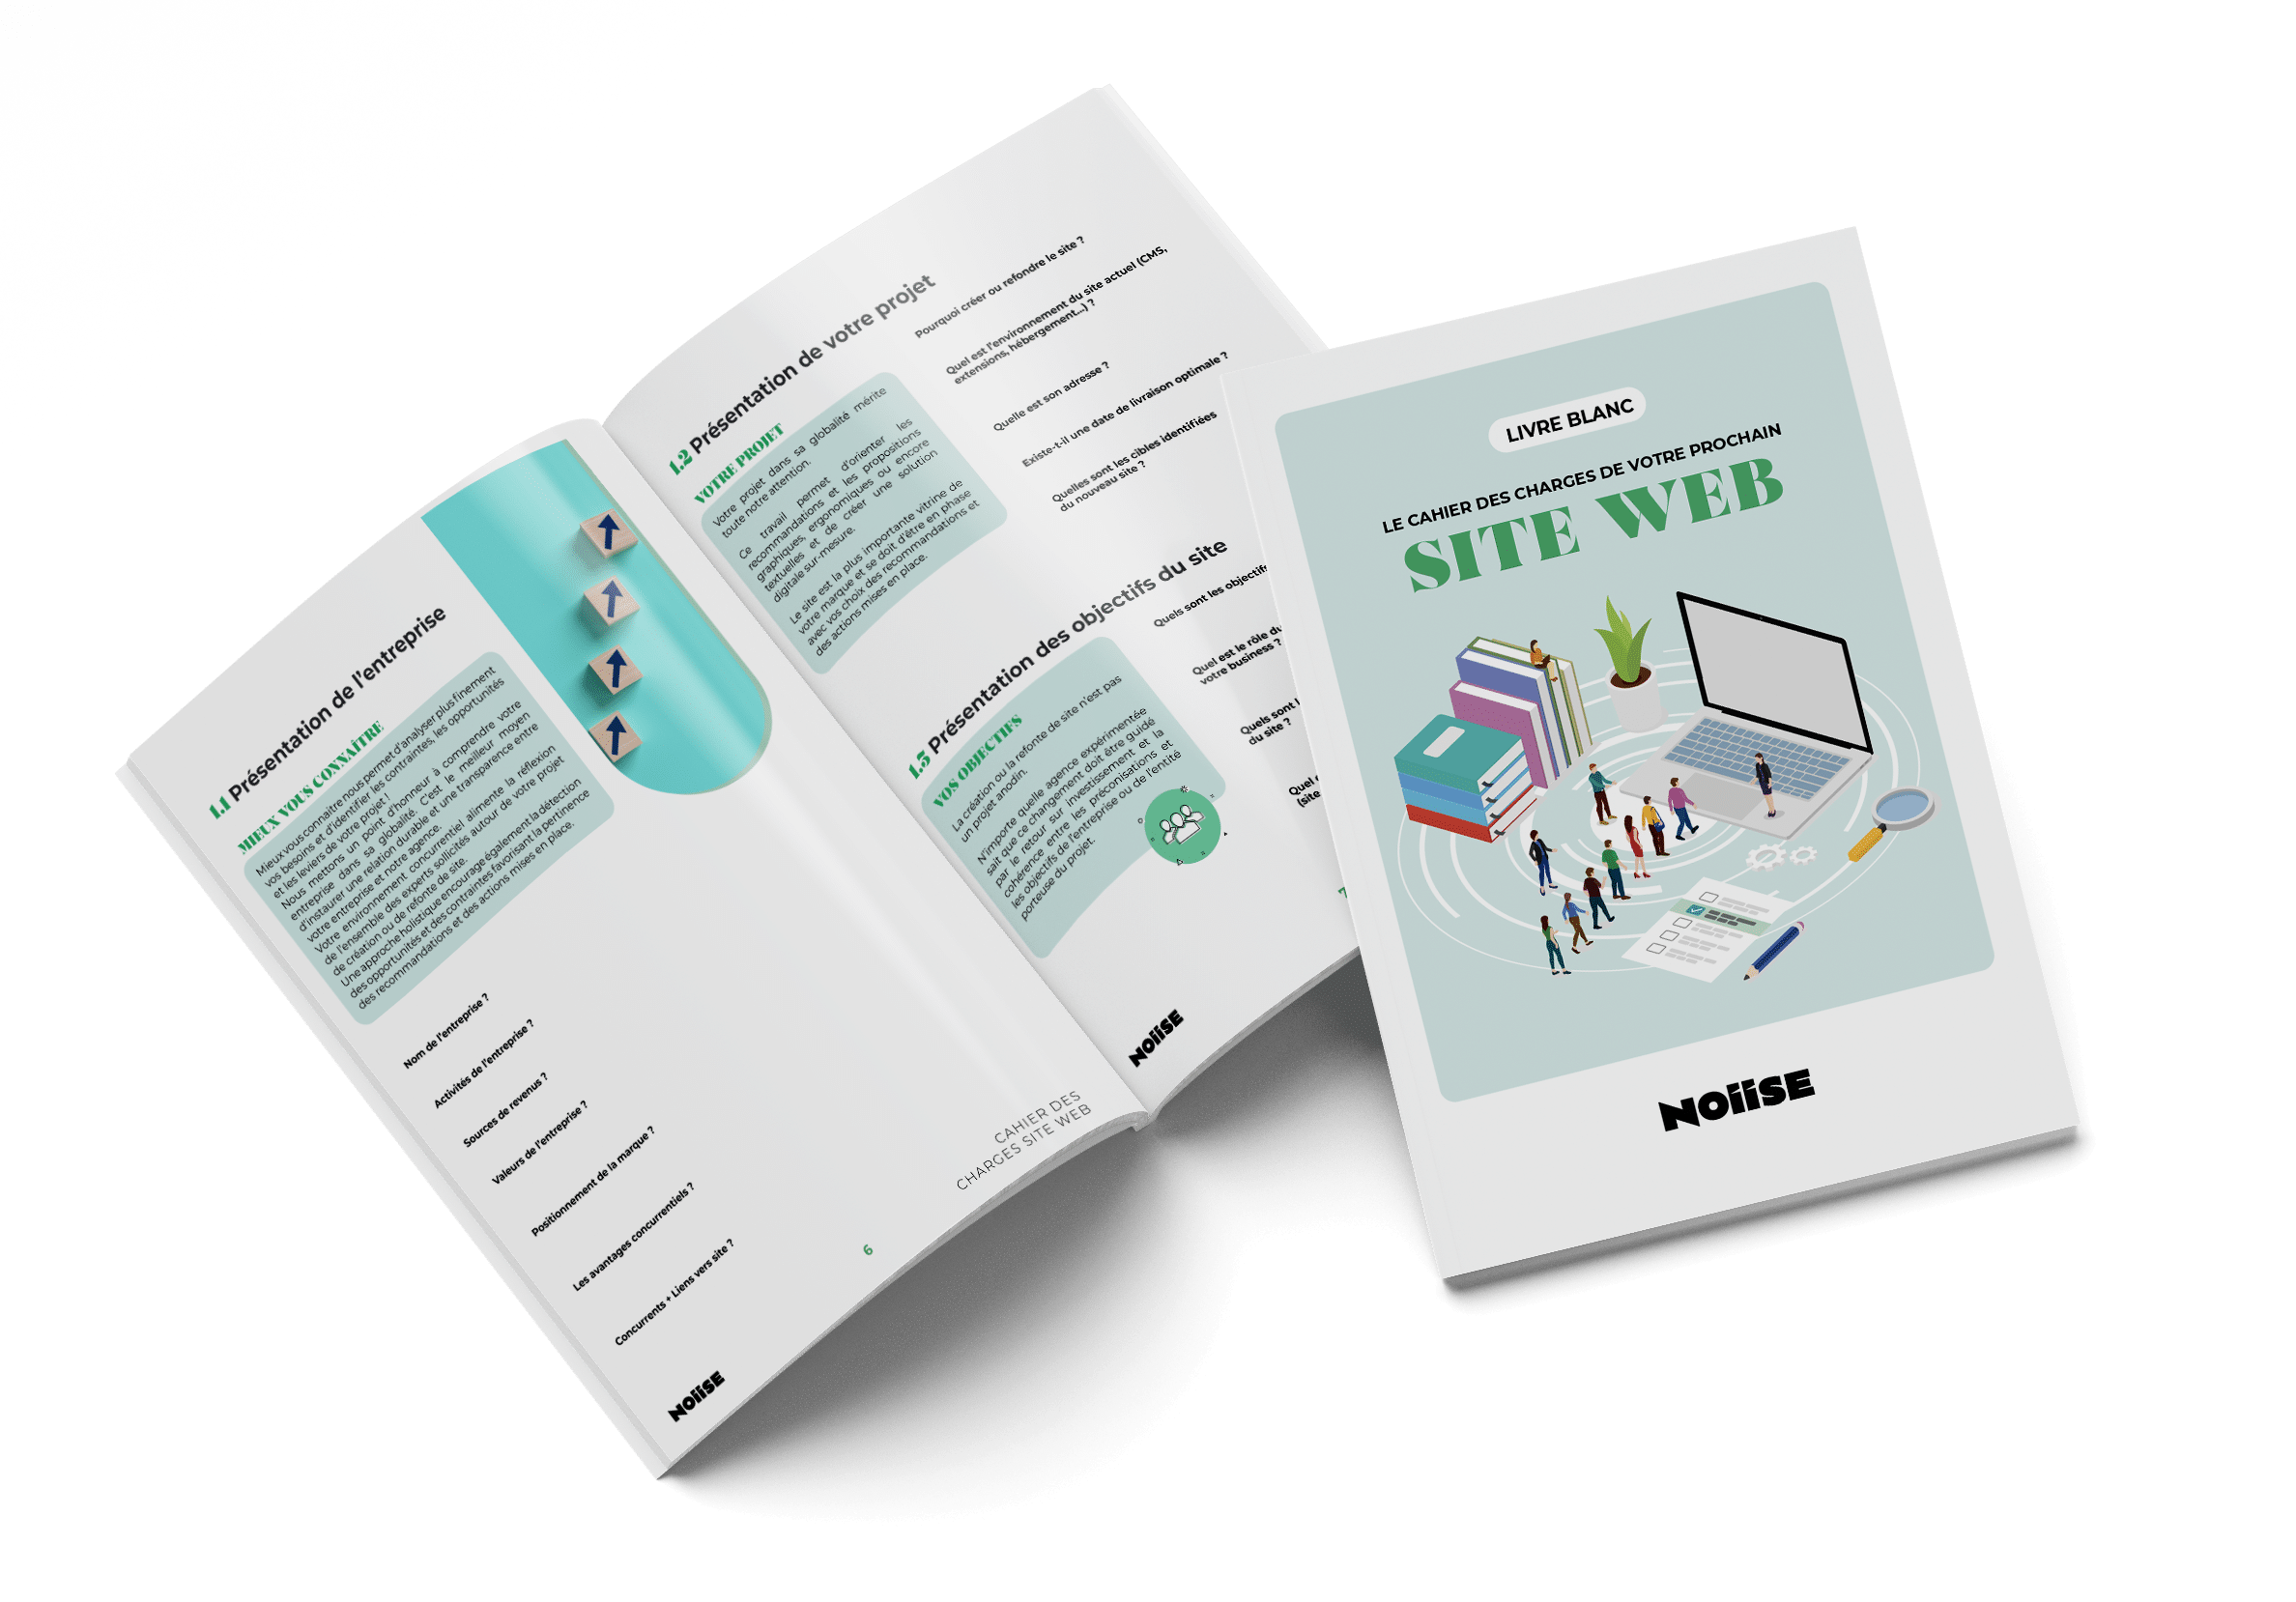 1.1 Présentation de l'entreprise
MIEUX VOUS CONNAÎTRE
Mieux vous connaitre nous permet d'analyser plus finement
vos besoins et d'identifier les contraintes, les opportunités
et les leviers de votre projet !
Nous mettons un point d'honneur à comprendre votre
entreprise dans sa globalité. C'est le meilleur moyen
d'instaurer une relation durable et une transparence entre
votre entreprise et notre agence.
Votre environnement concurrentiel alimente la réflexion
de l'ensemble des experts sollicités autour de votre projet
de création ou de refonte de site.
Une approche holistique encourage également la détection
des opportunités et des contraintes favorisant la pertinence
des recommandations et des actions mises en place.
Nom de l'entreprise ?
Activités de l'entreprise ?
Sources de revenus ?
Valeurs de l'entreprise ?
Positionnement de la marque ?
Les avantages concurrentiels ?
Concurrents + Liens vers site ?
NOIISE
6
CAHIER DES
CHARGES SITE WEB
1.2 Présentation de votre projet
VOTRE PROJET
Votre projet dans sa globalité mérite
toute notre attention.
Ce travail permet d'orienter les
recommandations et les propositions
graphiques, ergonomiques ou encore
textuelles et de créer une solution
digitale sur-mesure.
Le site est la plus importante vitrine de
votre marque et se doit d'être en phase
avec vos choix des recommandations et
des actions mises en place.
Pourquoi créer ou refondre le site ?
Quel est l'environnement du site actuel (CMS,
extensions, hébergement...) ?
Quelle est son adresse ?
Existe-t-il une date de livraison optimale ?
Quelles sont les cibles identifiées
du nouveau site ?
1.3 Présentation des objectifs du site
VOS OBJECTIFS
La création ou la refonte de site n'est pas
un projet anodin.
N'importe quelle agence expérimentée
sait que ce changement doit être guidé
par le retour sur investissement et la
cohérence entre les préconisations et
les objectifs de l'entreprise ou de l'entité
porteuse du projet.
Quels sont les objectifs
Quel est le rôle du
votre business ?
Quels sont
du site ?
Quel
(site
NOIISE
7
LIVRE BLANC
LE CAHIER DES CHARGES DE VOTRE PROCHAIN
SITE WEB
NOIISE